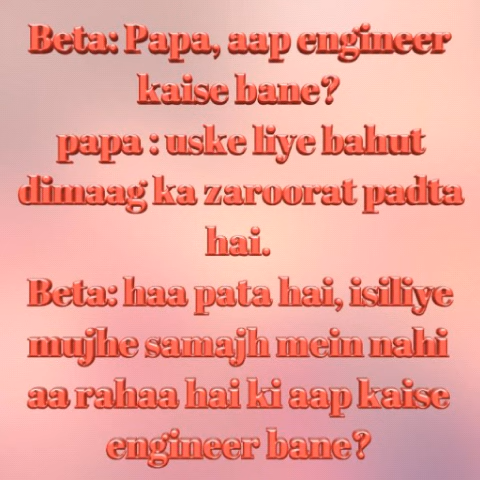 Beta: Papa, aap engineer
kaise bane?
papa : uske liye bahut
dimaag ka zaroorat padta
hai.
Beta: haa pata hai, isiliye
mujhe samajh mein nahi
aa rahaa hai ki aap kaise
engineer bane?